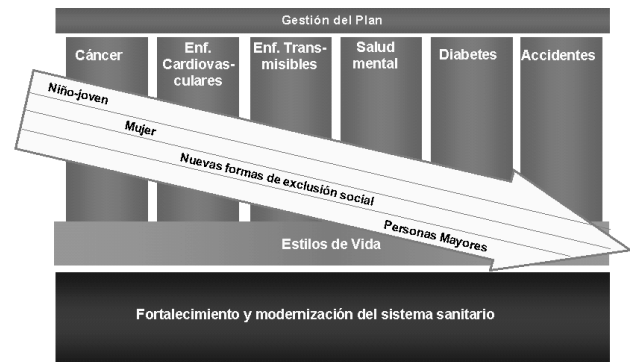 Gestión del Plan
Cáncer
Enf.
Cardiovas-
culares
Enf. Trans-
misibles
Salud
mental
Diabetes
Accidentes
Niño-joven
Mujer
Nuevas formas de exclusión social
Personas Mayores
Estilos de Vida
Fortalecimiento y modernización del sistema sanitario